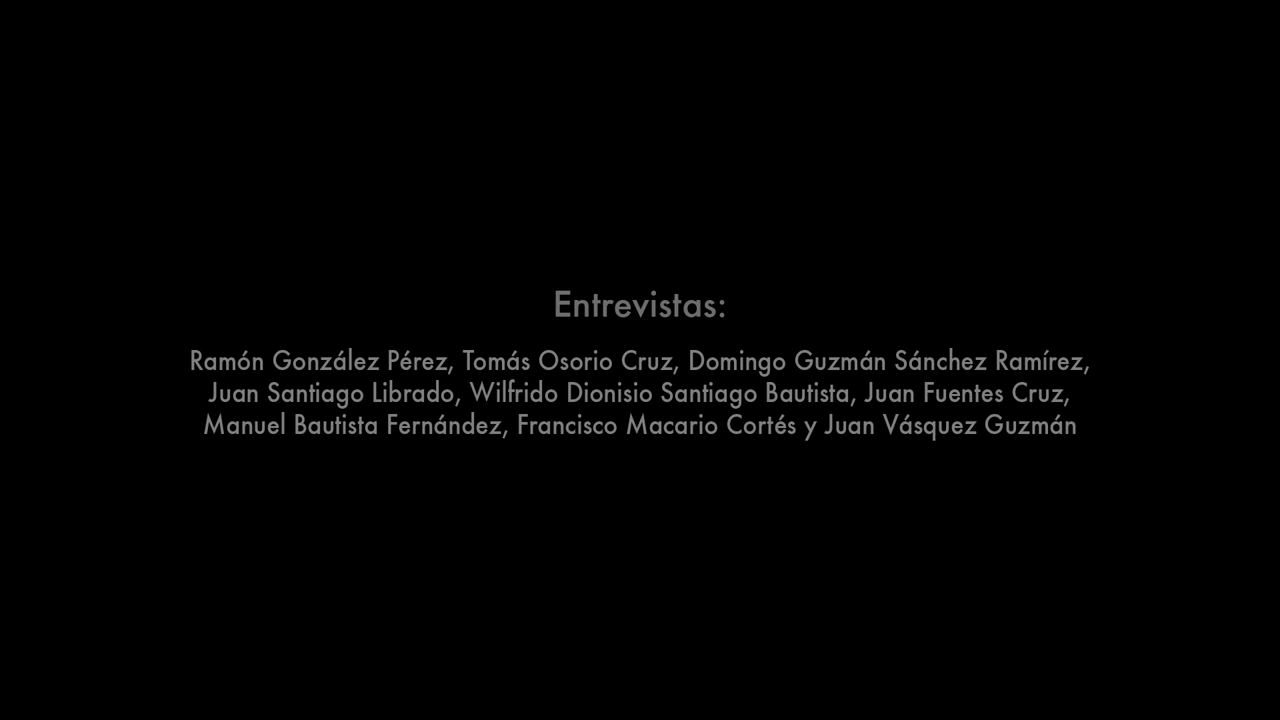 Entrevistas:
Ramón González Pérez, Tomás Osorio Cruz, Domingo Guzmán Sánchez Ramírez,
Juan Santiago Librado, Wilfrido Dionisio Santiago Bautista, Juan Fuentes Cruz,
Manuel Bautista Fernández, Francisco Macario Cortés y Juan Vásquez Guzmán